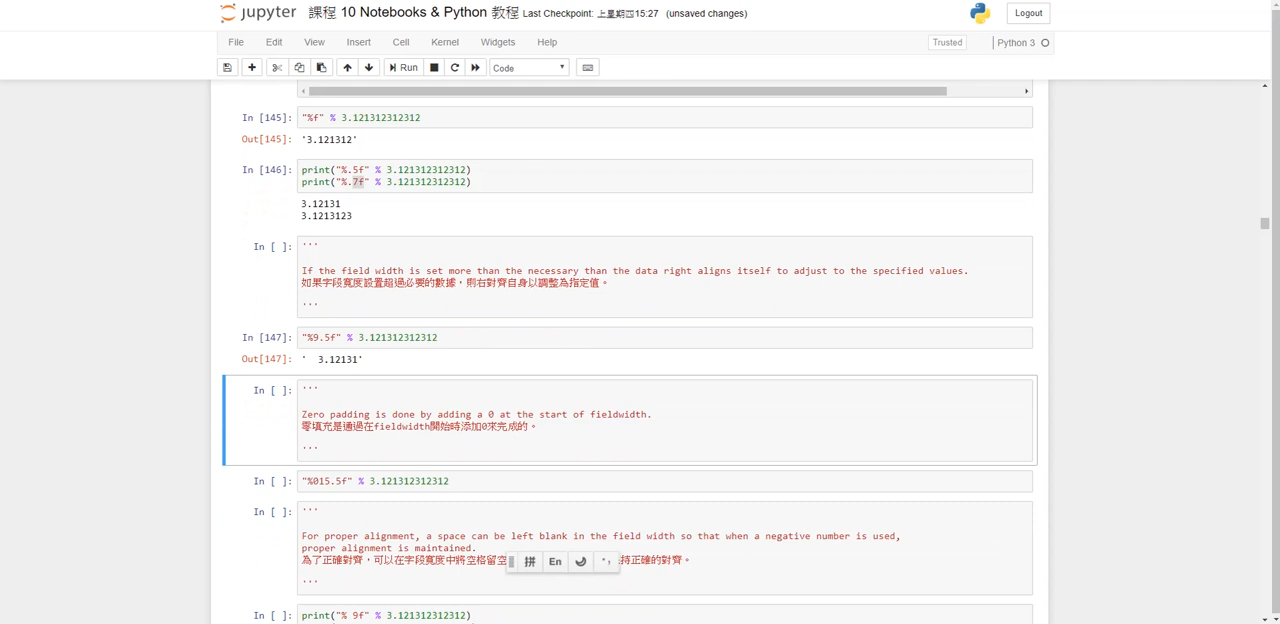 jupyter 課程 10 Notebooks & Python 教程 Last Checkpoint: 上星期四15:27 (unsaved changes)
Logout
File Edit View Insert Cell Kernel Widgets Help
Trusted Python 3
Run Code
In [145]: "%f" % 3.121312312312
Out[145]: '3.121312'
In [146]: print("%.5f" % 3.121312312312)
print("%.7f" % 3.121312312312)
3.12131
3.1213123
In [ ]: '''
If the field width is set more than the necessary than the data right aligns itself to adjust to the specified values.
如果字段寬度設置超過必要的數據，則右對齊自身以調整為指定值。
'''
In [147]: "%9.5f" % 3.121312312312
Out[147]: '  3.12131'
In [ ]: '''
Zero padding is done by adding a 0 at the start of fieldwidth.
零填充是通過在fieldwidth開始時添加0來完成的。
'''
In [ ]: "%015.5f" % 3.121312312312
In [ ]: '''
For proper alignment, a space can be left blank in the field width so that when a negative number is used,
proper alignment is maintained.
為了正確對齊，可以在字段寬度中將空格留空 持正確的對齊。
拼 En
'''
In [ ]: print("% 9f" % 3.121312312312)